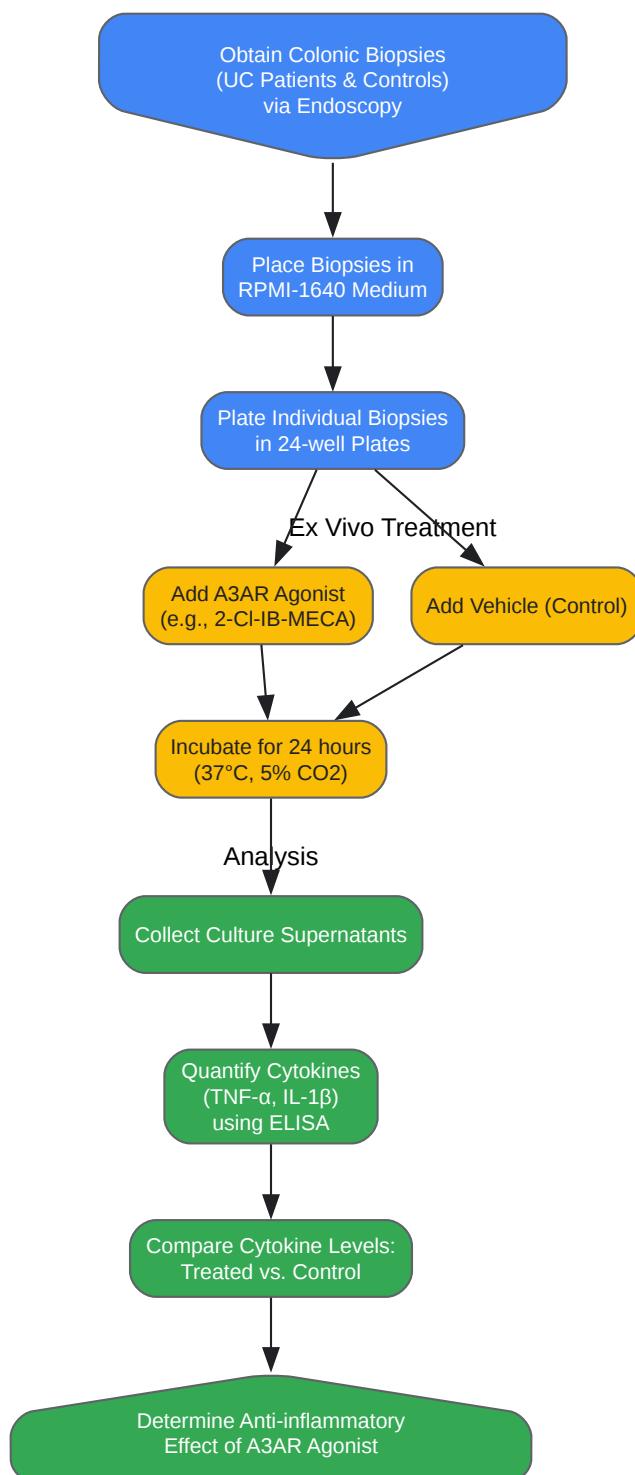 Obtain Colonic Biopsies
(UC Patients & Controls)
via Endoscopy
Place Biopsies in
RPMI-1640 Medium
Plate Individual Biopsies
in 24-well Plates
Ex Vivo Treatment
Add A3AR Agonist
(e.g., 2-Cl-IB-MECA)
Add Vehicle (Control)
Incubate for 24 hours
(37°C, 5% CO2)
Analysis
Collect Culture Supernatants
Quantify Cytokines
(TNF-α, IL-1β)
using ELISA
Compare Cytokine Levels:
Treated vs. Control
Determine Anti-inflammatory
Effect of A3AR Agonist